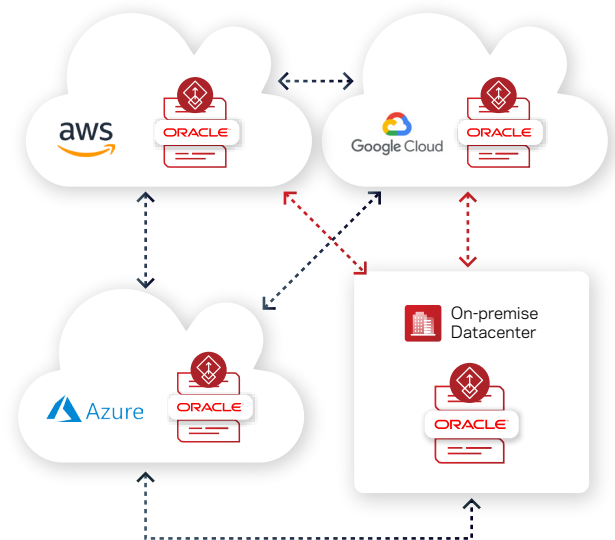 aws
ORACLE
Google Cloud
ORACLE
On-premise
Datacenter
Azure
ORACLE
ORACLE